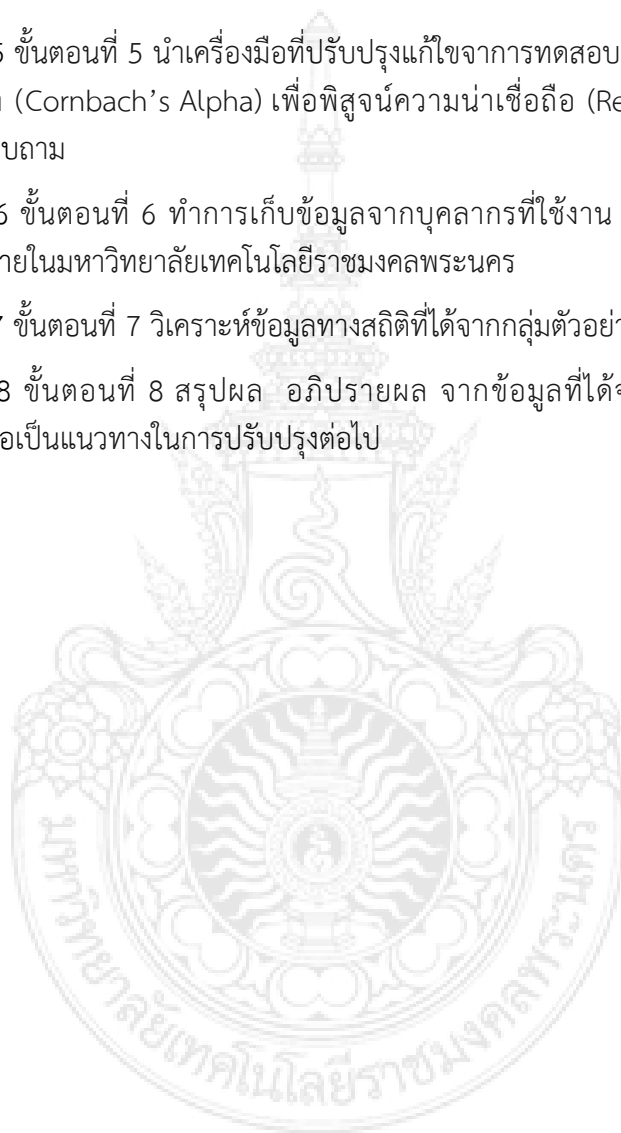 5 ขั้นตอนที่ 5 นำเครื่องมือที่ปรับปรุงแก้ไขจาการทดสอบ
(Cornbach's Alpha) เพื่อพิสูจน์ความน่าเชื่อถือ (Re
บถาม
6 ขั้นตอนที่ 6 ทำการเก็บข้อมูลจากบุคลากรที่ใช้งาน
ายในมหาวิทยาลัยเทคโนโลยีราชมงคลพระนคร
7 ขั้นตอนที่ 7 วิเคราะห์ข้อมูลทางสถิติที่ได้จากกลุ่มตัวอย่า
8 ขั้นตอนที่ 8 สรุปผล อภิปรายผล จากข้อมูลที่ได้จ
อเป็นแนวทางในการปรับปรุงต่อไป
มหาวิทยาลัยเทคโนโลยีราชมงคลพระนคร